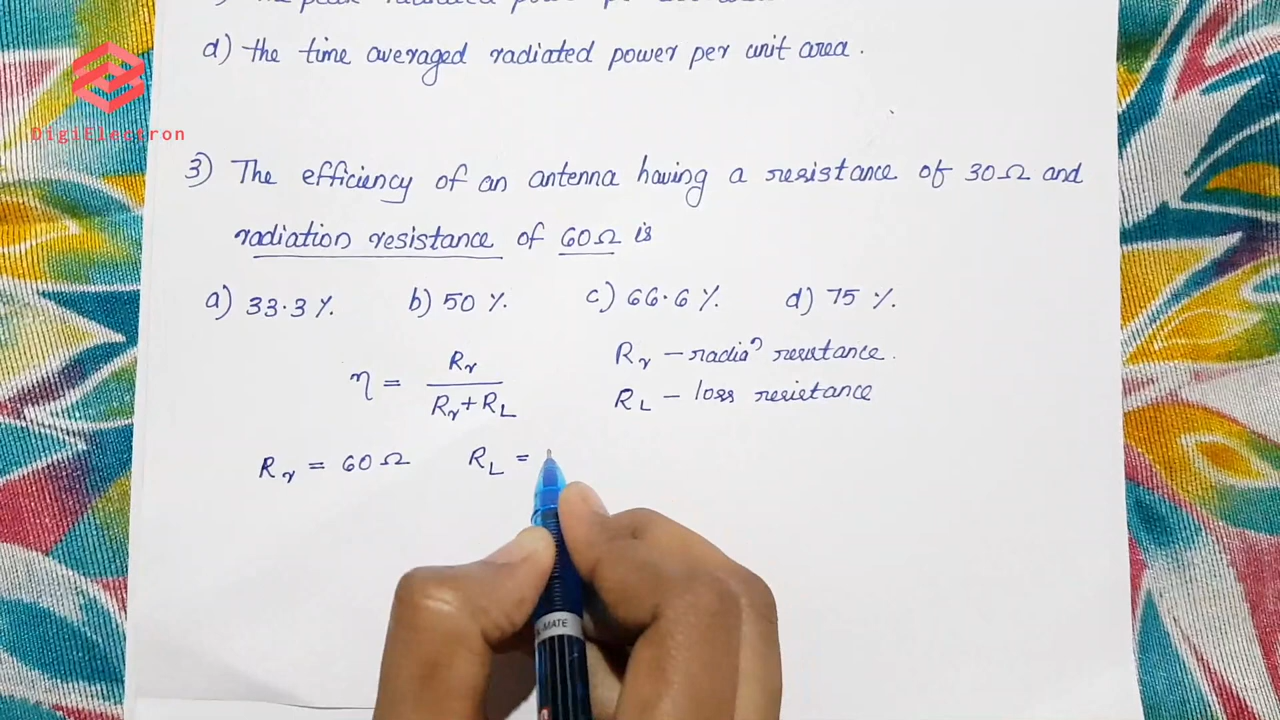 d) the time averaged radiated power per unit area.
DigiElectron
3) The efficiency of an antenna having a resistance of 30Ω and
radiation resistance of 60Ω is
a) 33.3 %. b) 50 %. c) 66.6 %. d) 75 %.
η = Rr / Rr + RL
Rr – radiaⁿ resistance.
RL – loss resistance
Rr = 60Ω RL =
MATE